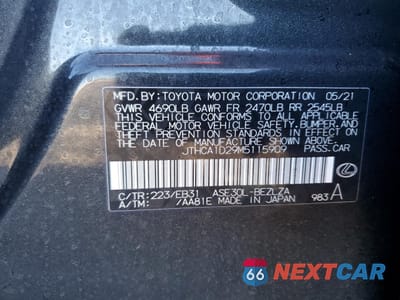 MFD.BY:TOYOTA MOTOR CORPORATION 05/21
GVWR 4690LB GAWR FR 2470LB RR 2545LB
THIS VEHICLE CONFORMS TO ALL APPLICABLE
FEDERAL MOTOR VEHICLE SAFETY,BUMPER,AND
THEFT PREVENTION STANDARDS IN EFFECT ON
THE DATE OF MANUFACTURE SHOWN ABOVE.
JTHCA1D29M5115909 PASS.CAR
C/TR: 223/EB31 ASE30L-BEZLZA
A/TM: /AA81E MADE IN JAPAN 983A
66 NEXTCAR